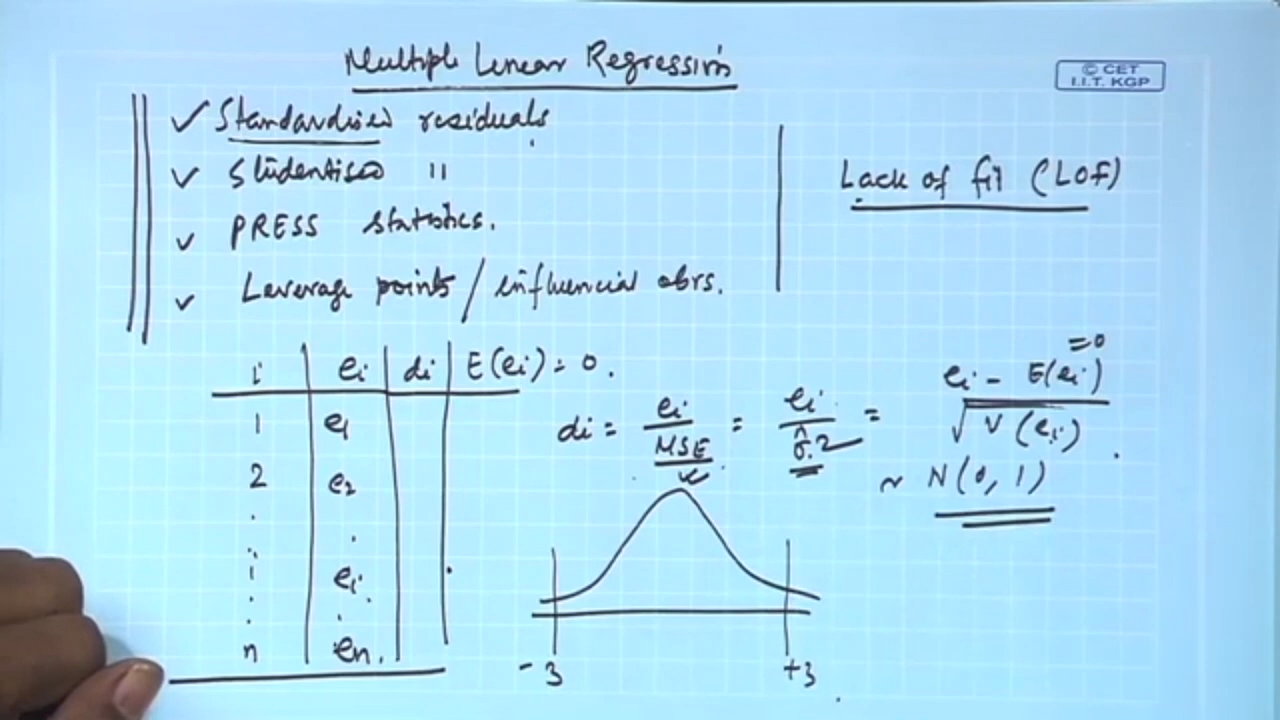 Multiple Linear Regression
© CET
I.I.T. KGP
✓ Standardised residuals
✓ Studentised "
✓ PRESS statistics.
✓ Leverage points / influencial obrs.
Lack of fit (LOF)
i | ei | di | E(ei) = 0.
1 e1
2 e2
. .
i ei.
: .
n en.
di = ei / MSE = ei / σ̂² = ei - E(ei) / √V(ei)
=0
~ N(0, 1)
-3 +3